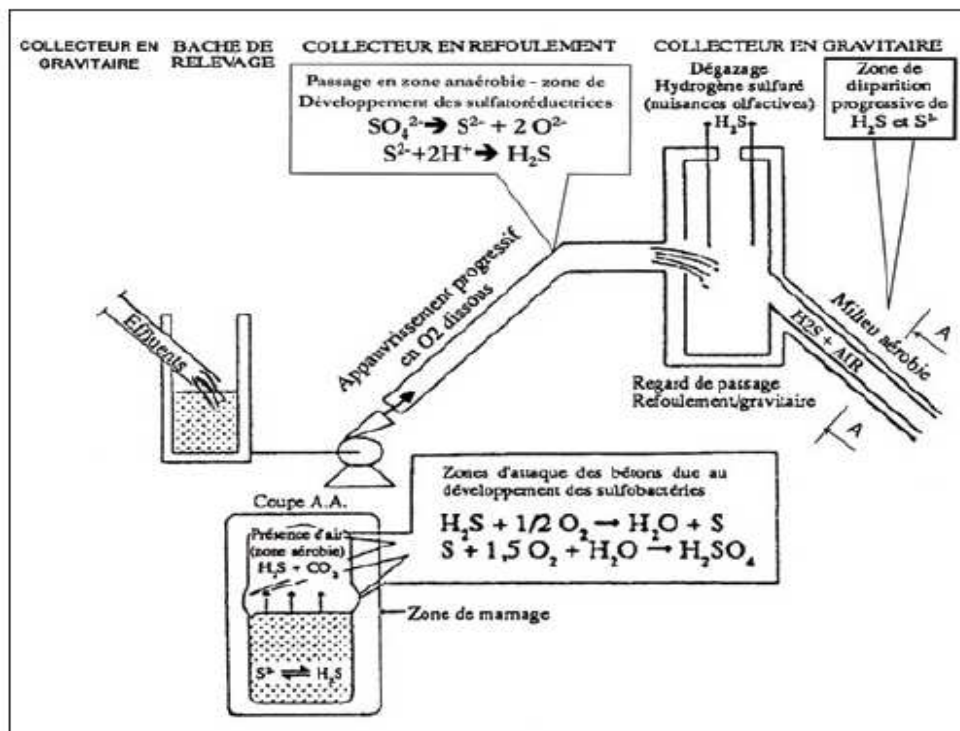 COLLECTEUR EN
GRAVITAIRE
BACHE DE
RELEVAGE
COLLECTEUR EN REFOULEMENT
COLLECTEUR EN GRAVITAIRE
Passage en zone anaérobie - zone de
Développement des sulfatoréductrices
SO₄²⁻ ➔ S²⁻ + 2 O²⁻
S²⁻+2H⁺ ➔ H₂S
Dégazage
Hydrogène sulfuré
(nuisances olfactives)
H₂S
Zone de
disparition
progressive de
H₂S et S²⁻
Effluents
Appauvrissement progressif
en O2 dissous
Milieu aérobie
H2S + AIR
A
A
Regard de passage
Refoulement/gravitaire
Coupe A.A.
Présence d'air
(zone aérobie)
H₂S + CO₂
S²⁻ ⇌ H₂S
Zones d'attaque des bétons due au
développement des sulfobactéries
H₂S + 1/2 O₂ → H₂O + S
S + 1,5 O₂ + H₂O → H₂SO₄
Zone de marnage